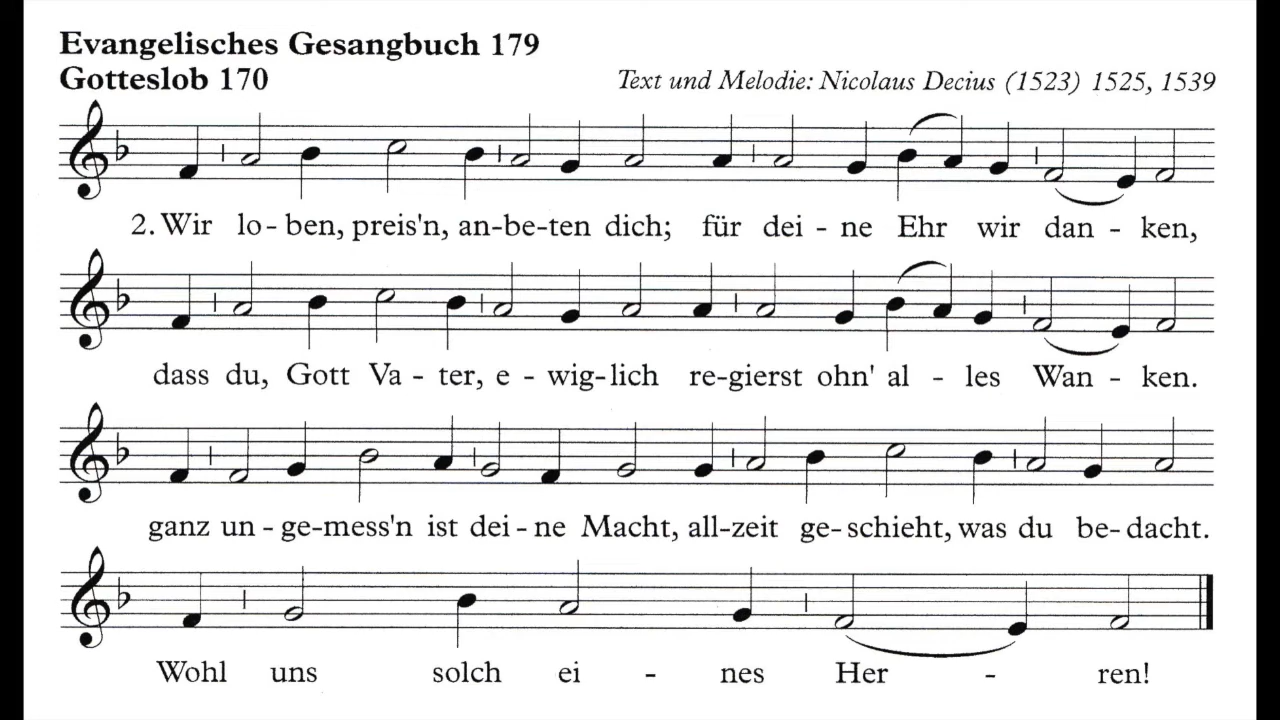 Evangelisches Gesangbuch 179
Gotteslob 170
Text und Melodie: Nicolaus Decius (1523) 1525, 1539
2. Wir lo - ben, preis'n, an-be-ten dich; für dei - ne Ehr wir dan - ken,
dass du, Gott Va - ter, e - wig-lich re-gierst ohn' al - les Wan - ken.
ganz un - ge-mess'n ist dei - ne Macht, all-zeit ge-schieht, was du be-dacht.
Wohl uns solch ei - nes Her - ren!